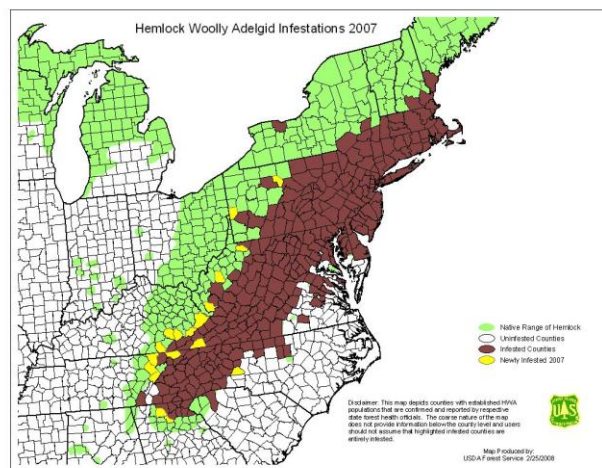 Hemlock Woolly Adelgid Infestations 2007
Native Range of Hemlock
Uninfested Counties
Infested Counties
Newly Infested 2007
Disclaimer: This map depicts counties with established HWA
populations that are confirmed and reported by respective
state forest health officials. The coarse nature of the map
does not provide information below the county level and users
should not assume that highlighted infested counties are
entirely infested.
U S
Map Produced by:
USDA Forest Service 2/25/2008